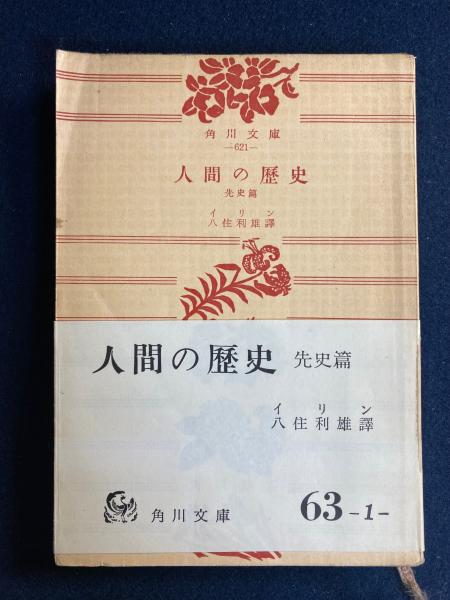 角川文庫
—621—
人間の歷史
先史篇
イリン
八住利雄譯
人間の歷史 先史篇
イリン
八住利雄譯
角川文庫
63-1-